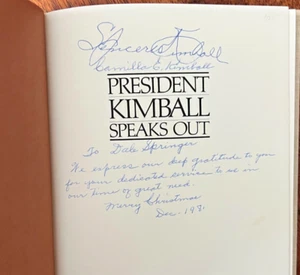 Spencer W. Kimball
Camilla E. Kimball
PRESIDENT
KIMBALL
SPEAKS OUT
To Dale Springer
We express our deep gratitude to you
for your dedicated service to us in
our time of great need.
Merry Christmas
Dec. 1981